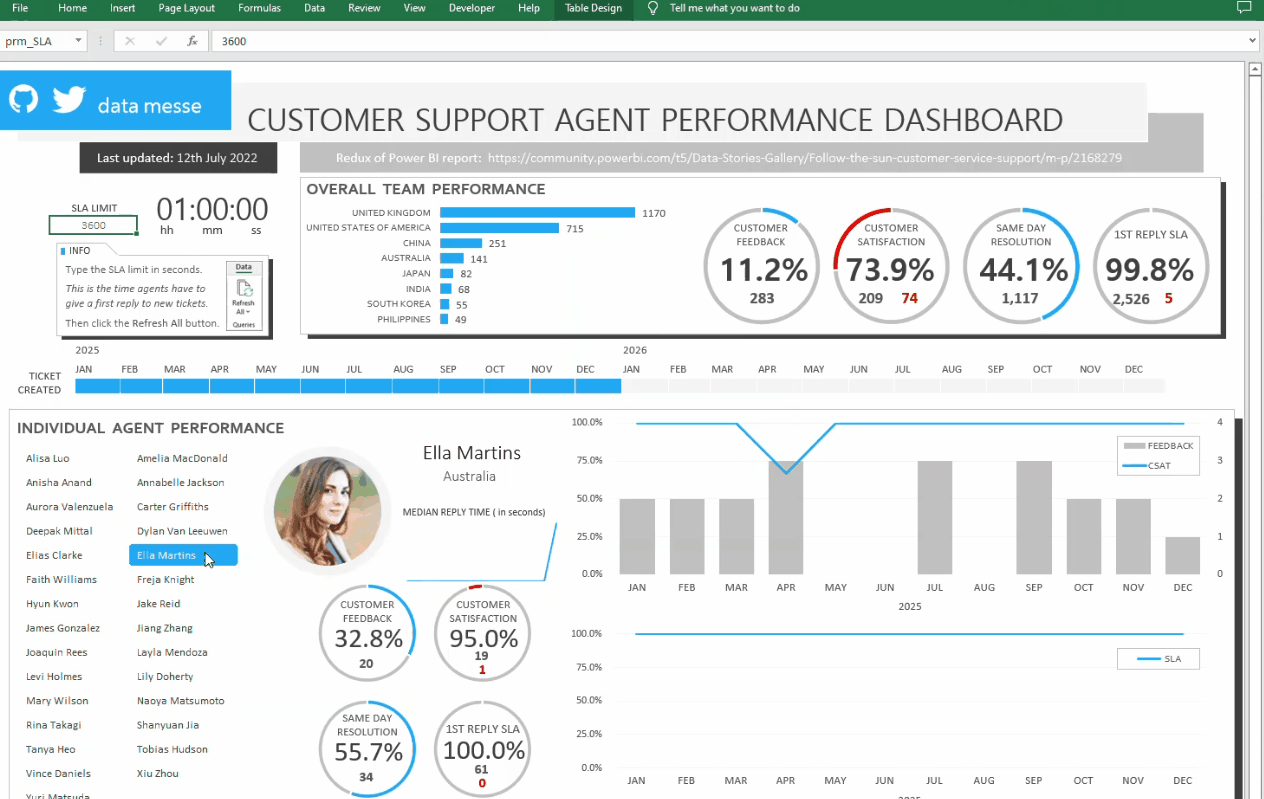 File Home Insert Page Layout Formulas Data Review View Developer Help Table Design Tell me what you want to do
prm_SLA fx 3600
data messe
CUSTOMER SUPPORT AGENT PERFORMANCE DASHBOARD
Last updated: 12th July 2022
Redux of Power BI report: https://community.powerbi.com/t5/Data-Stories-Gallery/Follow-the-sun-customer-service-support/m-p/2168279
SLA LIMIT
3600
01:00:00
hh mm ss
INFO
Type the SLA limit in seconds.
This is the time agents have to
give a first reply to new tickets.
Then click the Refresh All button.
Data
Refresh
All
Queries
OVERALL TEAM PERFORMANCE
UNITED KINGDOM 1170
UNITED STATES OF AMERICA 715
CHINA 251
AUSTRALIA 141
JAPAN 82
INDIA 68
SOUTH KOREA 55
PHILIPPINES 49
CUSTOMER
FEEDBACK
11.2%
283
CUSTOMER
SATISFACTION
73.9%
209 74
SAME DAY
RESOLUTION
44.1%
1,117
1ST REPLY SLA
99.8%
2,526 5
2025 2026
JAN FEB MAR APR MAY JUN JUL AUG SEP OCT NOV DEC JAN FEB MAR APR MAY JUN JUL AUG SEP OCT NOV DEC
TICKET
CREATED
INDIVIDUAL AGENT PERFORMANCE
Alisa Luo Amelia MacDonald
Anisha Anand Annabelle Jackson
Aurora Valenzuela Carter Griffiths
Deepak Mittal Dylan Van Leeuwen
Elias Clarke Ella Martins
Faith Williams Freja Knight
Hyun Kwon Jake Reid
James Gonzalez Jiang Zhang
Joaquin Rees Layla Mendoza
Levi Holmes Lily Doherty
Mary Wilson Naoya Matsumoto
Rina Takagi Shanyuan Jia
Tanya Heo Tobias Hudson
Vince Daniels Xiu Zhou
Yuri Matsuda
Ella Martins
Australia
MEDIAN REPLY TIME ( in seconds)
CUSTOMER
FEEDBACK
32.8%
20
CUSTOMER
SATISFACTION
95.0%
19
1
SAME DAY
RESOLUTION
55.7%
34
1ST REPLY SLA
100.0%
61
0
100.0% 4
FEEDBACK
CSAT
75.0% 3
50.0% 2
25.0% 1
0.0% 0
JAN FEB MAR APR MAY JUN JUL AUG SEP OCT NOV DEC
2025
100.0%
SLA
75.0%
50.0%
25.0%
0.0%
JAN FEB MAR APR MAY JUN JUL AUG SEP OCT NOV DEC
2025